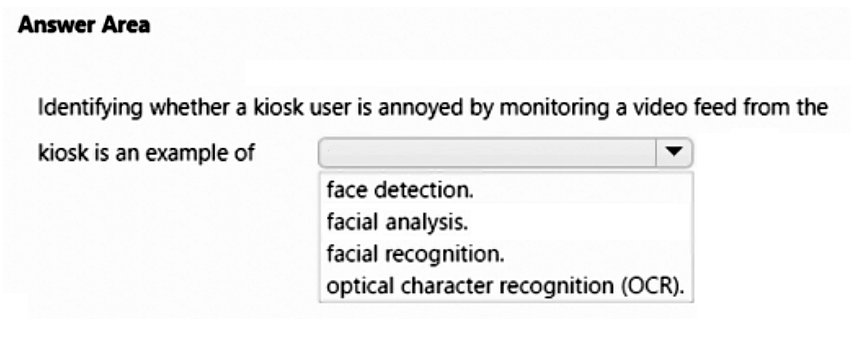 Answer Area
Identifying whether a kiosk user is annoyed by monitoring a video feed from the
kiosk is an example of
face detection.
facial analysis.
facial recognition.
optical character recognition (OCR).